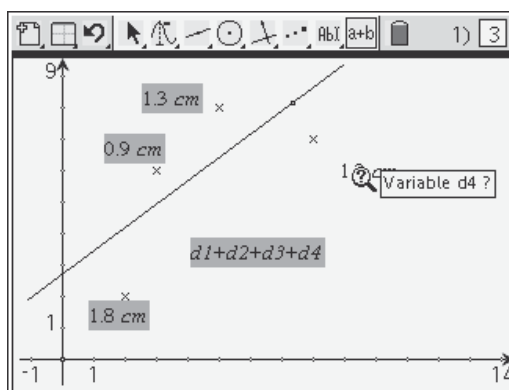 AbI a+b 1) 3
9
1.3 cm
0.9 cm
Variable d4 ?
d1+d2+d3+d4
1.8 cm
1
-1 1 14